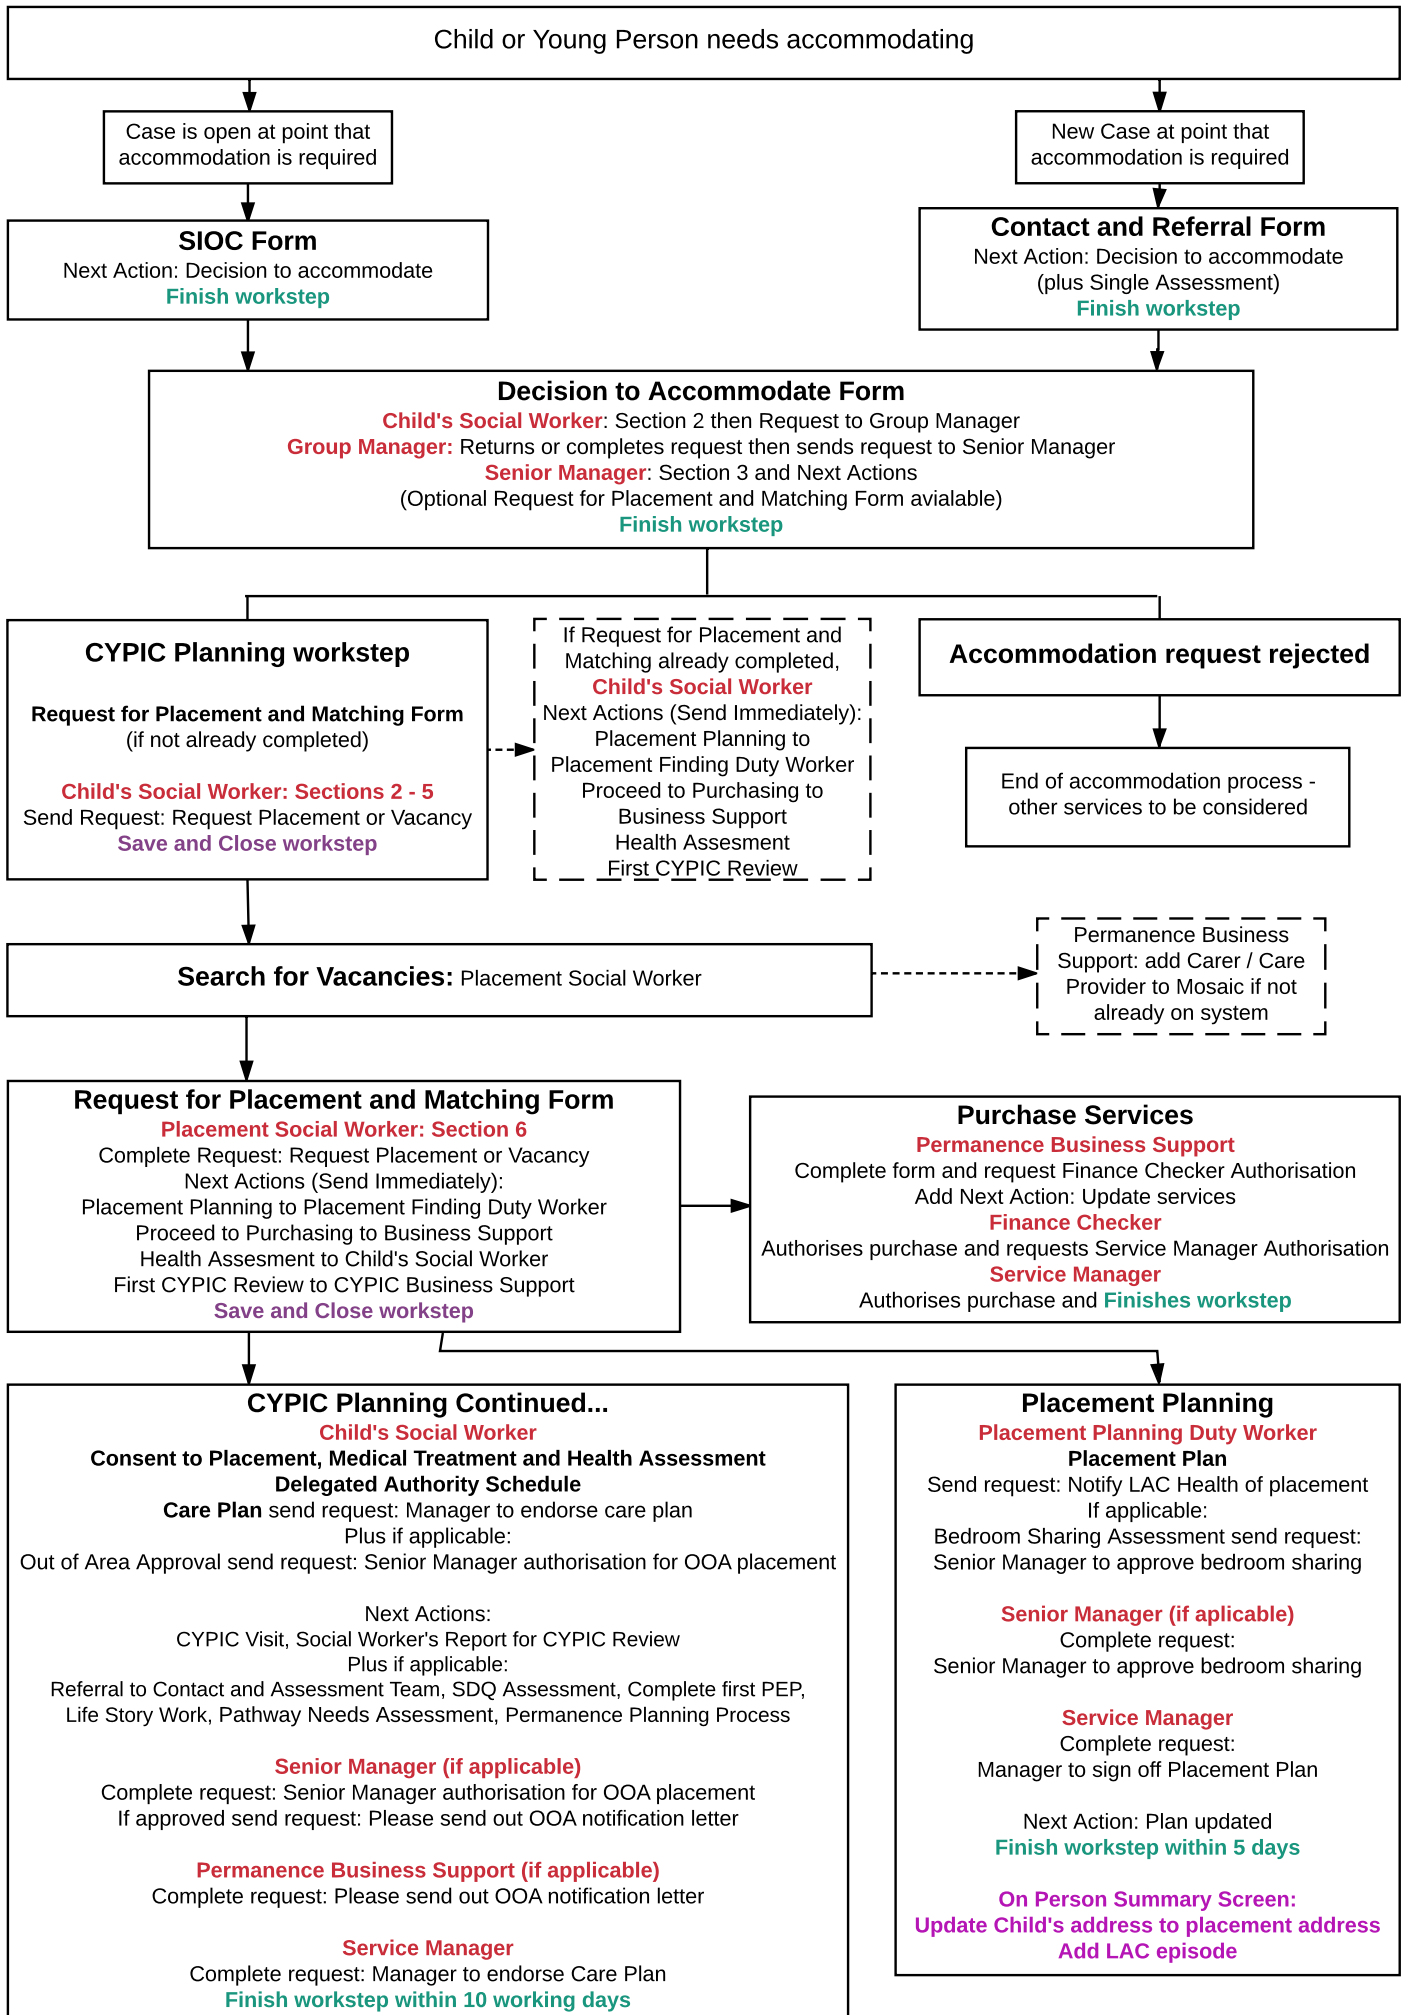 Child or Young Person needs accommodating
Case is open at point that
accommodation is required
New Case at point that
accommodation is required
SIOC Form
Next Action: Decision to accommodate
Finish workstep
Contact and Referral Form
Next Action: Decision to accommodate
(plus Single Assessment)
Finish workstep
Decision to Accommodate Form
Child's Social Worker: Section 2 then Request to Group Manager
Group Manager: Returns or completes request then sends request to Senior Manager
Senior Manager: Section 3 and Next Actions
(Optional Request for Placement and Matching Form avialable)
Finish workstep
CYPIC Planning workstep
Request for Placement and Matching Form
(if not already completed)
Child's Social Worker: Sections 2 - 5
Send Request: Request Placement or Vacancy
Save and Close workstep
If Request for Placement and
Matching already completed,
Child's Social Worker
Next Actions (Send Immediately):
Placement Planning to
Placement Finding Duty Worker
Proceed to Purchasing to
Business Support
Health Assesment
First CYPIC Review
Accommodation request rejected
End of accommodation process -
other services to be considered
Search for Vacancies: Placement Social Worker
Permanence Business
Support: add Carer / Care
Provider to Mosaic if not
already on system
Request for Placement and Matching Form
Placement Social Worker: Section 6
Complete Request: Request Placement or Vacancy
Next Actions (Send Immediately):
Placement Planning to Placement Finding Duty Worker
Proceed to Purchasing to Business Support
Health Assesment to Child's Social Worker
First CYPIC Review to CYPIC Business Support
Save and Close workstep
Purchase Services
Permanence Business Support
Complete form and request Finance Checker Authorisation
Add Next Action: Update services
Finance Checker
Authorises purchase and requests Service Manager Authorisation
Service Manager
Authorises purchase and Finishes workstep
CYPIC Planning Continued...
Child's Social Worker
Consent to Placement, Medical Treatment and Health Assessment
Delegated Authority Schedule
Care Plan send request: Manager to endorse care plan
Plus if applicable:
Out of Area Approval send request: Senior Manager authorisation for OOA placement
Next Actions:
CYPIC Visit, Social Worker's Report for CYPIC Review
Plus if applicable:
Referral to Contact and Assessment Team, SDQ Assessment, Complete first PEP,
Life Story Work, Pathway Needs Assessment, Permanence Planning Process
Senior Manager (if applicable)
Complete request: Senior Manager authorisation for OOA placement
If approved send request: Please send out OOA notification letter
Permanence Business Support (if applicable)
Complete request: Please send out OOA notification letter
Service Manager
Complete request: Manager to endorse Care Plan
Finish workstep within 10 working days
Placement Planning
Placement Planning Duty Worker
Placement Plan
Send request: Notify LAC Health of placement
If applicable:
Bedroom Sharing Assessment send request:
Senior Manager to approve bedroom sharing
Senior Manager (if aplicable)
Complete request:
Senior Manager to approve bedroom sharing
Service Manager
Complete request:
Manager to sign off Placement Plan
Next Action: Plan updated
Finish workstep within 5 days
On Person Summary Screen:
Update Child's address to placement address
Add LAC episode